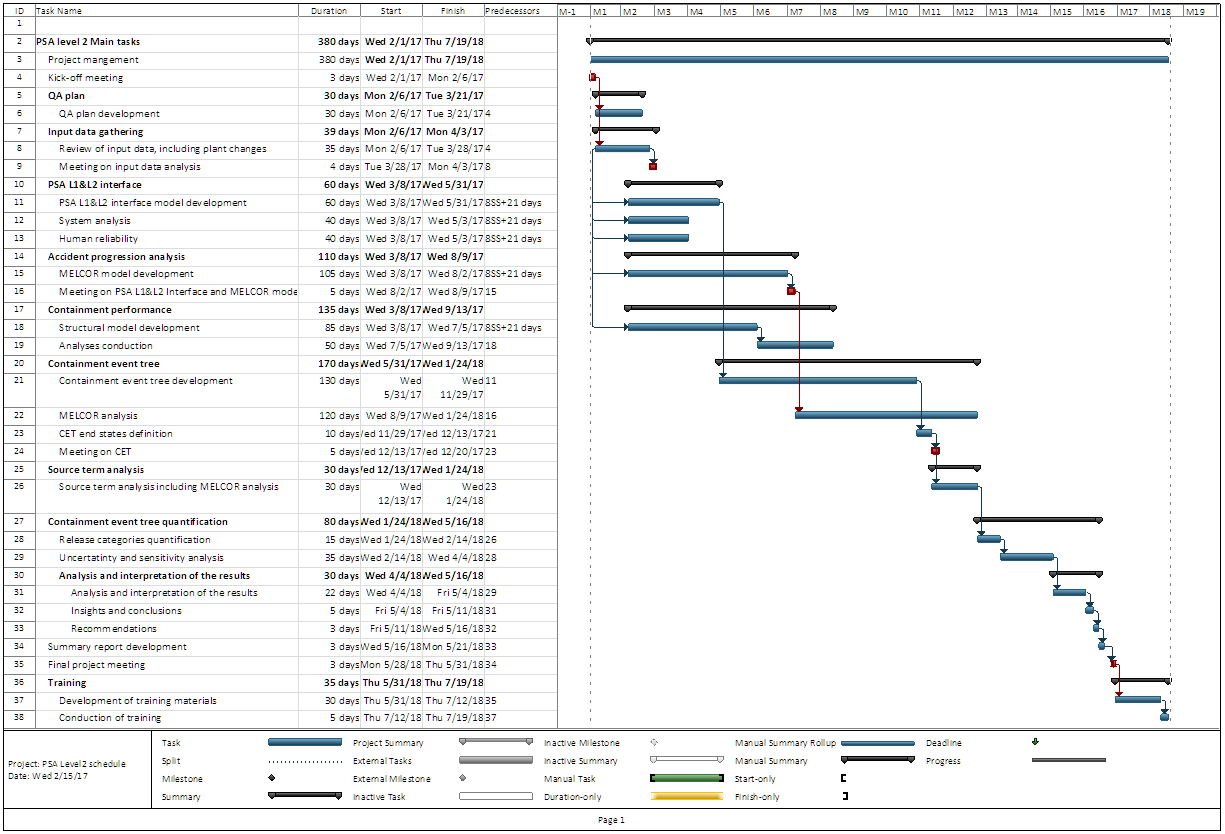 ID Task Name Duration Start Finish Predecessors M-1 M1 M2 M3 M4 M5 M6 M7 M8 M9 M10 M11 M12 M13 M14 M15 M16 M17 M18 M19
1
2 PSA level 2 Main tasks 380 days Wed 2/1/17 Thu 7/19/18
3 Project mangement 380 days Wed 2/1/17 Thu 7/19/18
4 Kick-off meeting 3 days Wed 2/1/17 Mon 2/6/17
5 QA plan 30 days Mon 2/6/17 Tue 3/21/17
6 QA plan development 30 days Mon 2/6/17 Tue 3/21/17 4
7 Input data gathering 39 days Mon 2/6/17 Mon 4/3/17
8 Review of input data, including plant changes 35 days Mon 2/6/17 Tue 3/28/17 4
9 Meeting on input data analysis 4 days Tue 3/28/17 Mon 4/3/17 8
10 PSA L1&L2 interface 60 days Wed 3/8/17 Wed 5/31/17
11 PSA L1&L2 interface model development 60 days Wed 3/8/17 Wed 5/31/17 8SS+21 days
12 System analysis 40 days Wed 3/8/17 Wed 5/3/17 8SS+21 days
13 Human reliability 40 days Wed 3/8/17 Wed 5/3/17 8SS+21 days
14 Accident progression analysis 110 days Wed 3/8/17 Wed 8/9/17
15 MELCOR model development 105 days Wed 3/8/17 Wed 8/2/17 8SS+21 days
16 Meeting on PSA L1&L2 Interface and MELCOR mode 5 days Wed 8/2/17 Wed 8/9/17 15
17 Containment performance 135 days Wed 3/8/17 Wed 9/13/17
18 Structural model development 85 days Wed 3/8/17 Wed 7/5/17 8SS+21 days
19 Analyses conduction 50 days Wed 7/5/17 Wed 9/13/17 18
20 Containment event tree 170 days Wed 5/31/17 Wed 1/24/18
21 Containment event tree development 130 days Wed Wed 11
5/31/17 11/29/17
22 MELCOR analysis 120 days Wed 8/9/17 Wed 1/24/18 16
23 CET end states definition 10 days ed 11/29/17 ed 12/13/17 21
24 Meeting on CET 5 days ed 12/13/17 ed 12/20/17 23
25 Source term analysis 30 days ed 12/13/17 Wed 1/24/18
26 Source term analysis including MELCOR analysis 30 days Wed Wed 23
12/13/17 1/24/18
27 Containment event tree quantification 80 days Wed 1/24/18 Wed 5/16/18
28 Release categories quantification 15 days Wed 1/24/18 Wed 2/14/18 26
29 Uncertatinty and sensitivity analysis 35 days Wed 2/14/18 Wed 4/4/18 28
30 Analysis and interpretation of the results 30 days Wed 4/4/18 Wed 5/16/18
31 Analysis and interpretation of the results 22 days Wed 4/4/18 Fri 5/4/18 29
32 Insights and conclusions 5 days Fri 5/4/18 Fri 5/11/18 31
33 Recommendations 3 days Fri 5/11/18 Wed 5/16/18 32
34 Summary report development 3 days Wed 5/16/18 Mon 5/21/18 33
35 Final project meeting 3 days Mon 5/28/18 Thu 5/31/18 34
36 Training 35 days Thu 5/31/18 Thu 7/19/18
37 Development of training materials 30 days Thu 5/31/18 Thu 7/12/18 35
38 Conduction of training 5 days Thu 7/12/18 Thu 7/19/18 37
Project: PSA Level2 schedule
Date: Wed 2/15/17
Task Project Summary Inactive Milestone Manual Summary Rollup Deadline
Split External Tasks Inactive Summary Manual Summary Progress
Milestone External Milestone Manual Task Start-only
Summary Inactive Task Duration-only Finish-only
Page 1